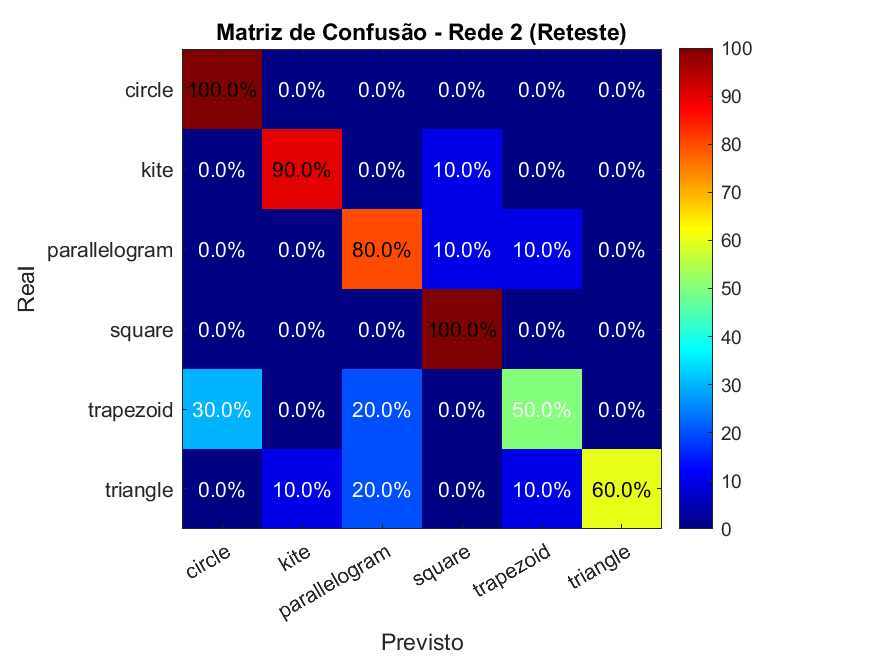 Matriz de Confusão - Rede 2 (Reteste)
circle 100.0% 0.0% 0.0% 0.0% 0.0% 0.0%
kite 0.0% 90.0% 0.0% 10.0% 0.0% 0.0%
parallelogram 0.0% 0.0% 80.0% 10.0% 10.0% 0.0%
square 0.0% 0.0% 0.0% 100.0% 0.0% 0.0%
trapezoid 30.0% 0.0% 20.0% 0.0% 50.0% 0.0%
triangle 0.0% 10.0% 20.0% 0.0% 10.0% 60.0%
circle kite parallelogram square trapezoid triangle
Previsto
Real
100
90
80
70
60
50
40
30
20
10
0